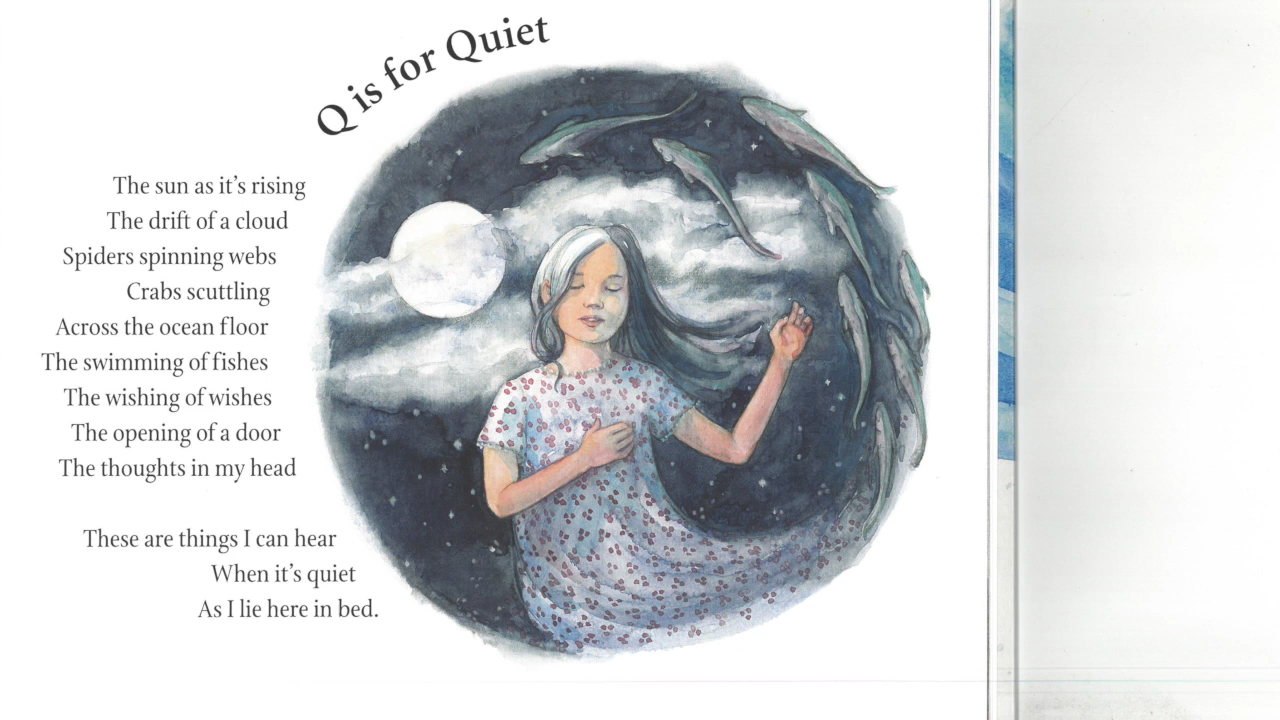 Q is for Quiet
The sun as it's rising
The drift of a cloud
Spiders spinning webs
Crabs scuttling
Across the ocean floor
The swimming of fishes
The wishing of wishes
The opening of a door
The thoughts in my head
These are things I can hear
When it's quiet
As I lie here in bed.